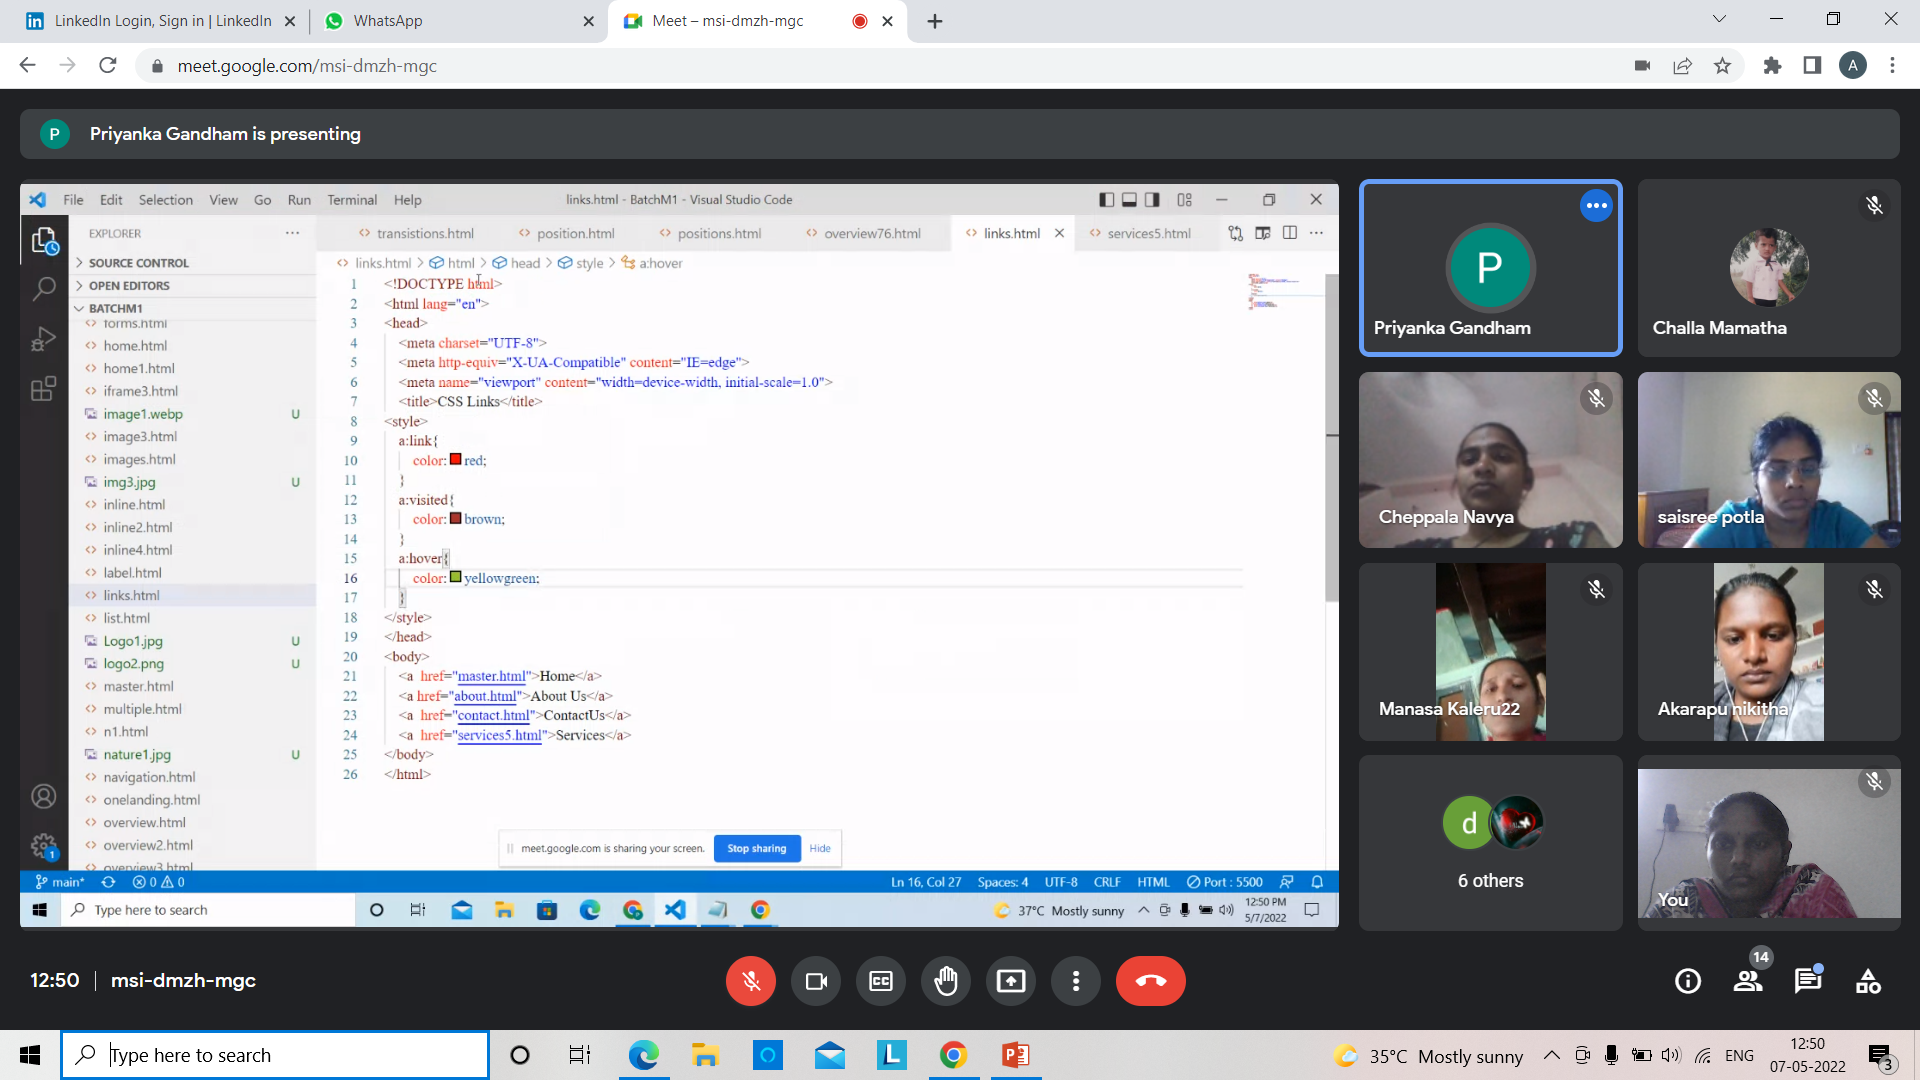 LinkedIn Login, Sign in | LinkedIn
WhatsApp
Meet – msi-dmzh-mgc
meet.google.com/msi-dmzh-mgc
A
P
Priyanka Gandham is presenting
File Edit Selection View Go Run Terminal Help
links.html - BatchM1 - Visual Studio Code
EXPLORER
transistions.html
position.html
positions.html
overview76.html
links.html
services5.html
SOURCE CONTROL
OPEN EDITORS
BATCHM1
forms.html
home.html
home1.html
iframe3.html
image1.webp U
image3.html
images.html
img3.jpg U
inline.html
inline2.html
inline4.html
label.html
links.html
list.html
Logo1.jpg U
logo2.png U
master.html
multiple.html
n1.html
nature1.jpg U
navigation.html
onelanding.html
overview.html
overview2.html
overview3.html
1
links.html > html > head > style > a:hover
1 <!DOCTYPE html>
2 <html lang="en">
3 <head>
4 <meta charset="UTF-8">
5 <meta http-equiv="X-UA-Compatible" content="IE=edge">
6 <meta name="viewport" content="width=device-width, initial-scale=1.0">
7 <title>CSS Links</title>
8 <style>
9 a:link{
10 color: red;
11 }
12 a:visited{
13 color: brown;
14 }
15 a:hover{
16 color: yellowgreen;
17 }
18 </style>
19 </head>
20 <body>
21 <a  href="master.html">Home</a>
22 <a href="about.html">About Us</a>
23 <a  href="contact.html">ContactUs</a>
24 <a  href="services5.html">Services</a>
25 </body>
26 </html>
meet.google.com is sharing your screen. Stop sharing Hide
main* 0 0
Ln 16, Col 27 Spaces: 4 UTF-8 CRLF HTML Port : 5500
Type here to search
37°C Mostly sunny
12:50 PM
5/7/2022
P
Priyanka Gandham
Challa Mamatha
Cheppala Navya
saisree potla
Manasa Kaleru22
Akarapu nikitha
d
6 others
You
12:50 | msi-dmzh-mgc
14
Type here to search
35°C Mostly sunny
ENG
12:50
07-05-2022
3